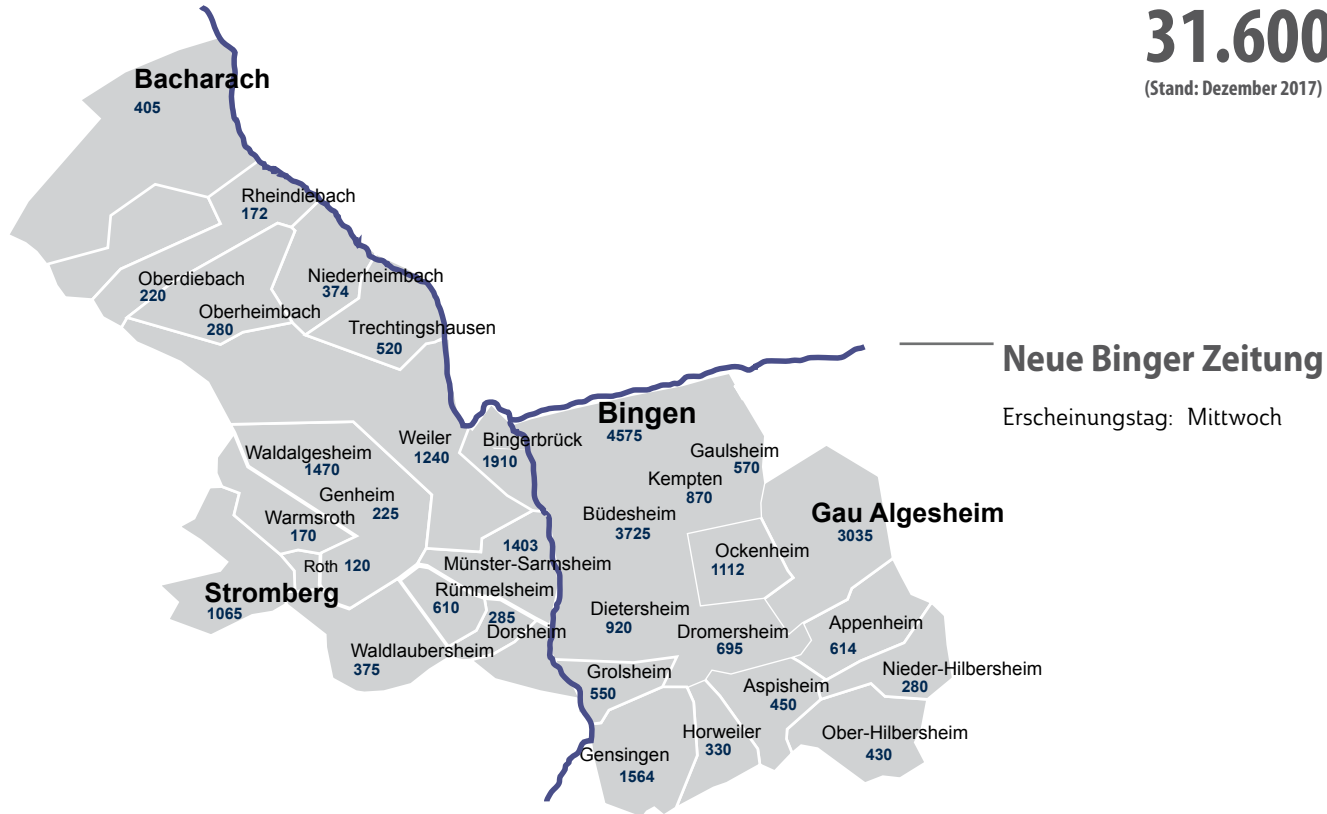 31.600
(Stand: Dezember 2017)
Bacharach
405
Rheindiebach
172
Oberdiebach
220
Niederheimbach
374
Oberheimbach
280
Trechtingshausen
520
Neue Binger Zeitung
Erscheinungstag: Mittwoch
Bingen
4575
Weiler
1240
Bingerbrück
1910
Gaulsheim
570
Waldalgesheim
1470
Kempten
870
Genheim
225
Warmsroth
170
Büdesheim
3725
Gau Algesheim
3035
Ockenheim
1112
1403
Münster-Sarmsheim
Roth 120
Stromberg
1065
Rümmelsheim
610
285
Dorsheim
Dietersheim
920
Dromersheim
695
Appenheim
614
Waldlaubersheim
375
Grolsheim
550
Nieder-Hilbersheim
280
Aspisheim
450
Horweiler
330
Ober-Hilbersheim
430
Gensingen
1564